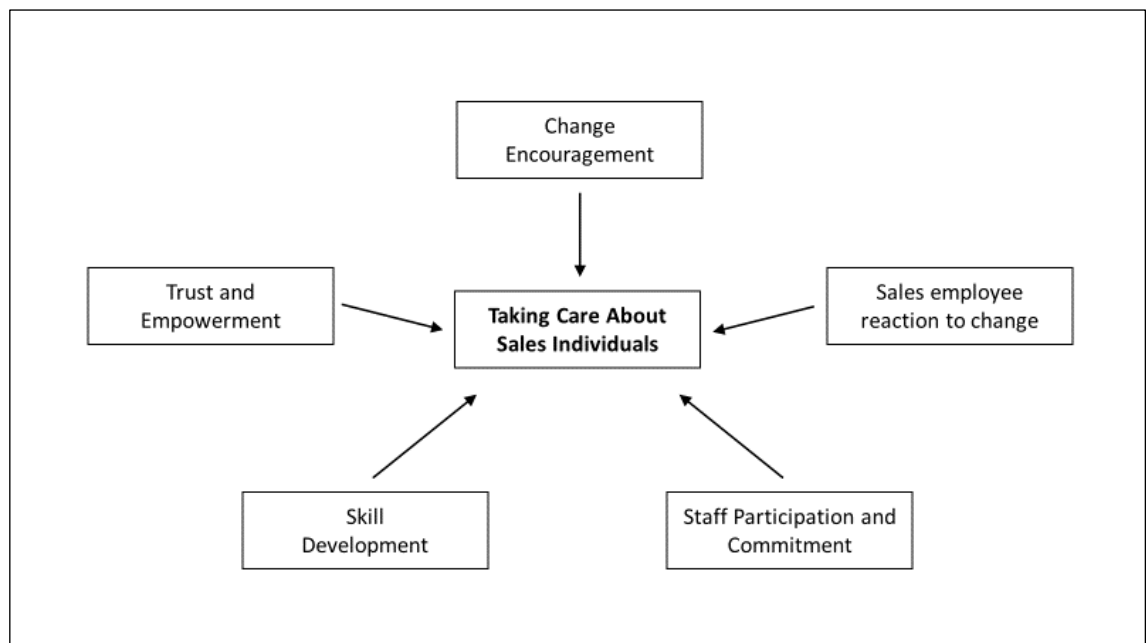 Change
Encouragement
Trust and
Empowerment
Taking Care About
Sales Individuals
Sales employee
reaction to change
Skill
Development
Staff Participation and
Commitment